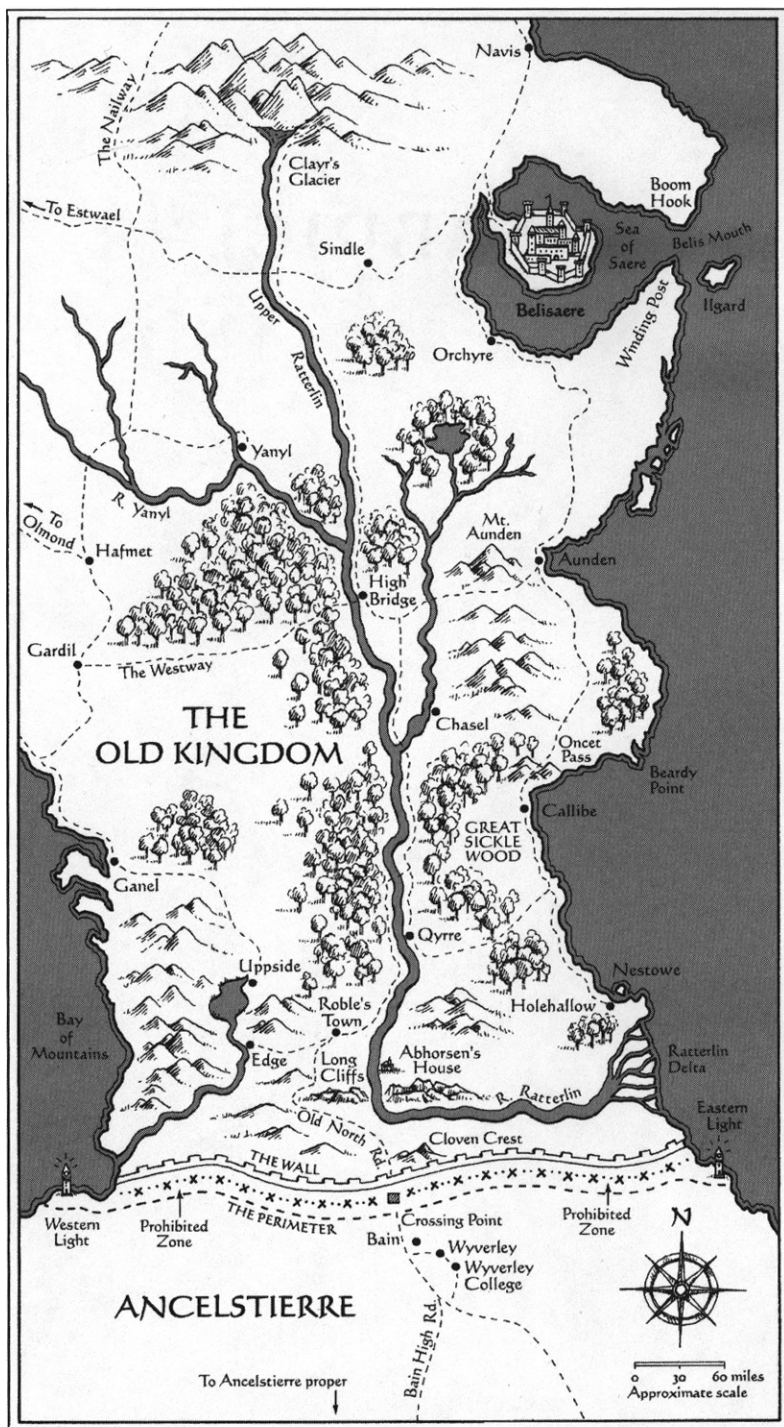 Navis
The Nailway
Clayr's
Glacier
Boom
Hook
To Estwael
Sea
of
Saere
Belis Mouth
Sindle
Upper
Ratterlin
Belisaere
Ilgard
Winding Post
Orchyre
Yanyl
R. Yanyl
To
Olmond
Mt.
Aunden
Hafmet
Aunden
High
Bridge
Gardil
The Westway
THE
OLD KINGDOM
Chasel
Oncet
Pass
Beardy
Point
Callibe
GREAT
SICKLE
WOOD
Ganel
Qyrre
Uppside
Nestowe
Roble's
Town
Holehallow
Bay
of
Mountains
Edge
Long
Cliffs
Abhorsen's
House
Ratterlin
Delta
R. Ratterlin
Old North Rd.
Cloven Crest
Eastern
Light
THE WALL
THE PERIMETER
Western
Light
Prohibited
Zone
Crossing Point
Prohibited
Zone
Bain
Wyverley
Wyverley
College
N
ANCELSTIERRE
Bain High Rd.
To Ancelstierre proper
0 30 60 miles
Approximate scale